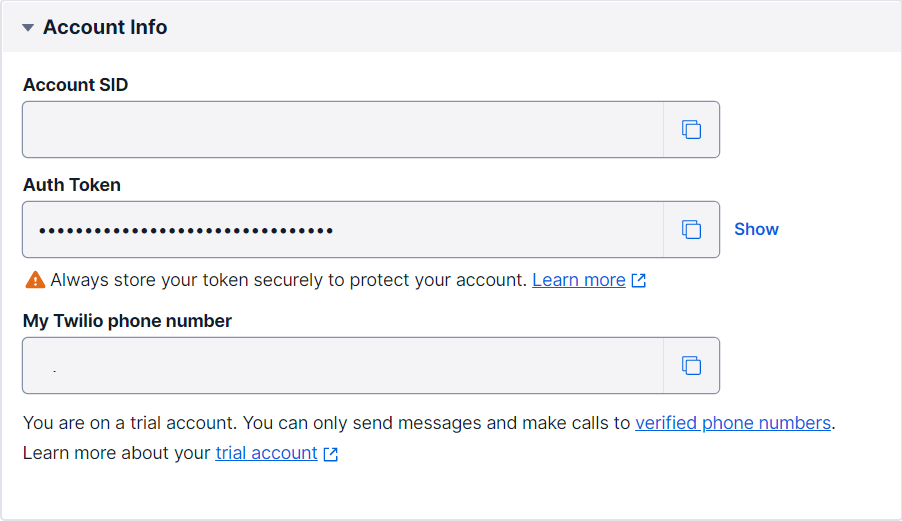 Account Info
Account SID
Auth Token
••••••••••••••••••••••••••••••••
Show
Always store your token securely to protect your account. Learn more
My Twilio phone number
You are on a trial account. You can only send messages and make calls to verified phone numbers.
Learn more about your trial account